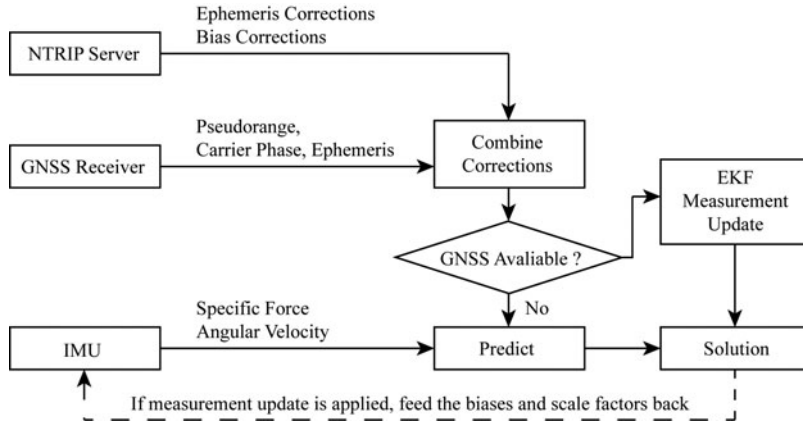 Ephemeris Corrections
Bias Corrections
NTRIP Server
Pseudorange,
Carrier Phase, Ephemeris
GNSS Receiver
Combine
Corrections
EKF
Measurement
Update
GNSS Avaliable ?
No
Specific Force
Angular Velocity
IMU
Predict
Solution
If measurement update is applied, feed the biases and scale factors back